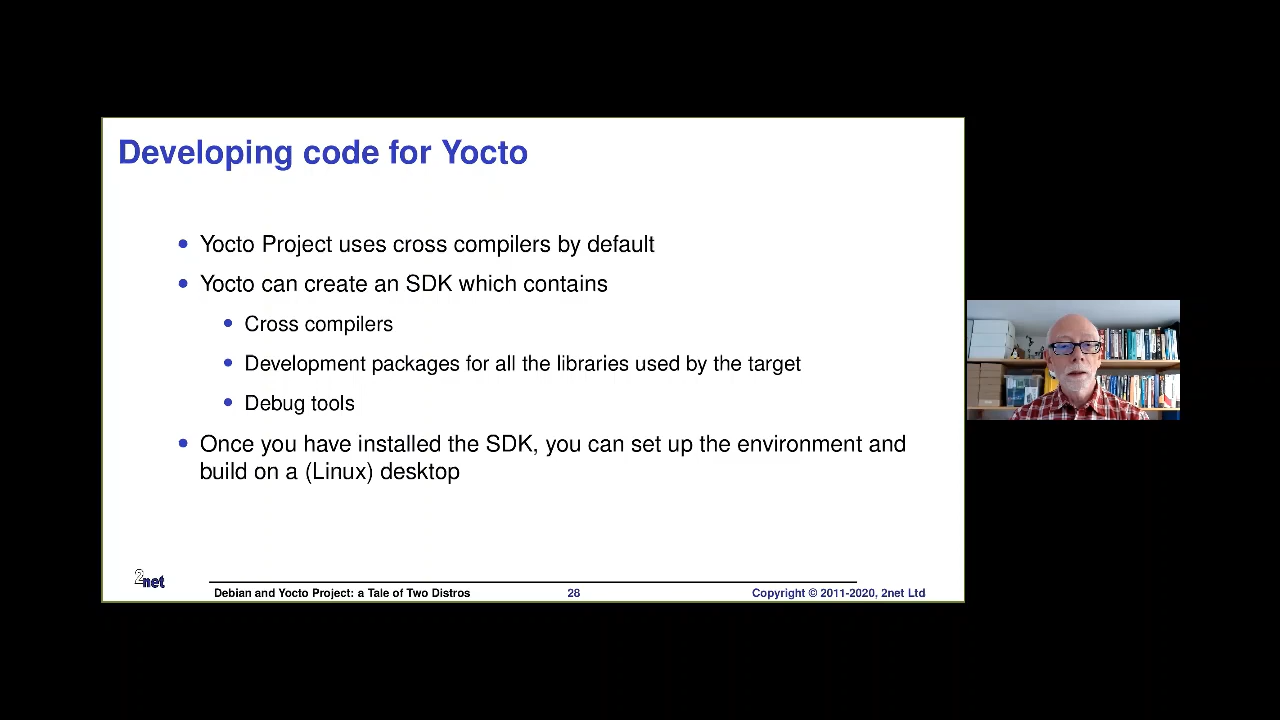 Developing code for Yocto
Yocto Project uses cross compilers by default
Yocto can create an SDK which contains
Cross compilers
Development packages for all the libraries used by the target
Debug tools
Once you have installed the SDK, you can set up the environment and
build on a (Linux) desktop
2net
Debian and Yocto Project: a Tale of Two Distros
28
Copyright © 2011-2020, 2net Ltd